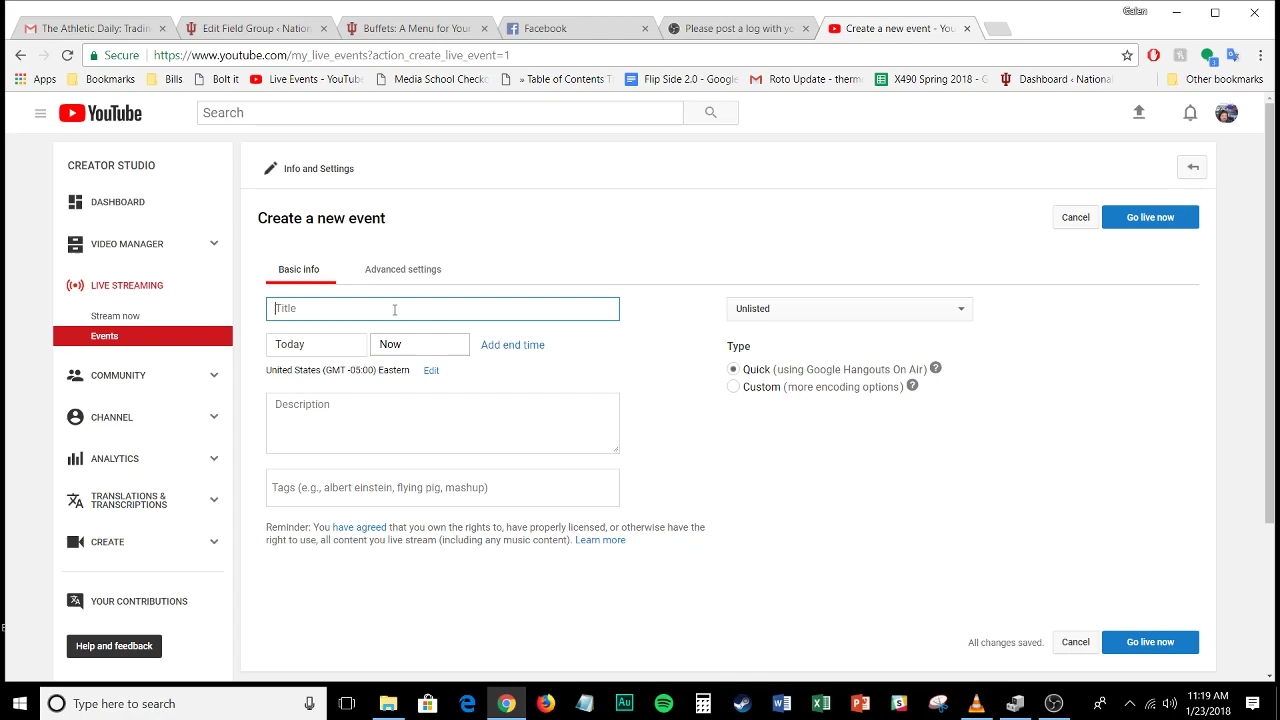 Galen
The Athletic Daily: Tradin
Edit Field Group ‹ Nation
Buffets: A Menu for Your
Facebook
Please post a log with yo
Create a new event - You
Secure
https://www.youtube.com/my_live_events?action_create_live_event=1
Apps
Bookmarks
Bills
Bolt it
Live Events - YouTube
Media School Checko
» Table of Contents T
Flip Side 2.0 - Goog
Roto Update - therm
X490 Spring 2018 - G
Dashboard ‹ National
Other bookmarks
YouTube
Search
CREATOR STUDIO
DASHBOARD
VIDEO MANAGER
LIVE STREAMING
Stream now
Events
COMMUNITY
CHANNEL
ANALYTICS
TRANSLATIONS &
TRANSCRIPTIONS
CREATE
YOUR CONTRIBUTIONS
Help and feedback
Info and Settings
Create a new event
Cancel
Go live now
Basic info
Advanced settings
Title
Unlisted
Today
Now
Add end time
Type
United States (GMT -05:00) Eastern
Edit
Quick (using Google Hangouts On Air) ?
Custom (more encoding options) ?
Description
Tags (e.g., albert einstein, flying pig, mashup)
Reminder: You have agreed that you own the rights to, have properly licensed, or otherwise have the
right to use, all content you live stream (including any music content). Learn more
All changes saved.
Cancel
Go live now
Type here to search
11:19 AM
1/23/2018